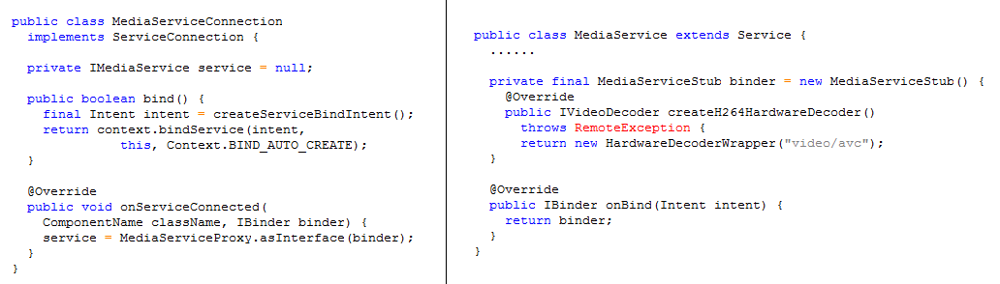 public class MediaServiceConnection
implements ServiceConnection {
private IMediaService service = null;
public boolean bind() {
final Intent intent = createServiceBindIntent();
return context.bindService(intent,
this, Context.BIND_AUTO_CREATE);
}
@Override
public void onServiceConnected(
ComponentName className, IBinder binder) {
service = MediaServiceProxy.asInterface(binder);
}
}
public class MediaService extends Service {
......
private final MediaServiceStub binder = new MediaServiceStub() {
@Override
public IVideoDecoder createH264HardwareDecoder()
throws RemoteException {
return new HardwareDecoderWrapper("video/avc");
}
@Override
public IBinder onBind(Intent intent) {
return binder;
}
}